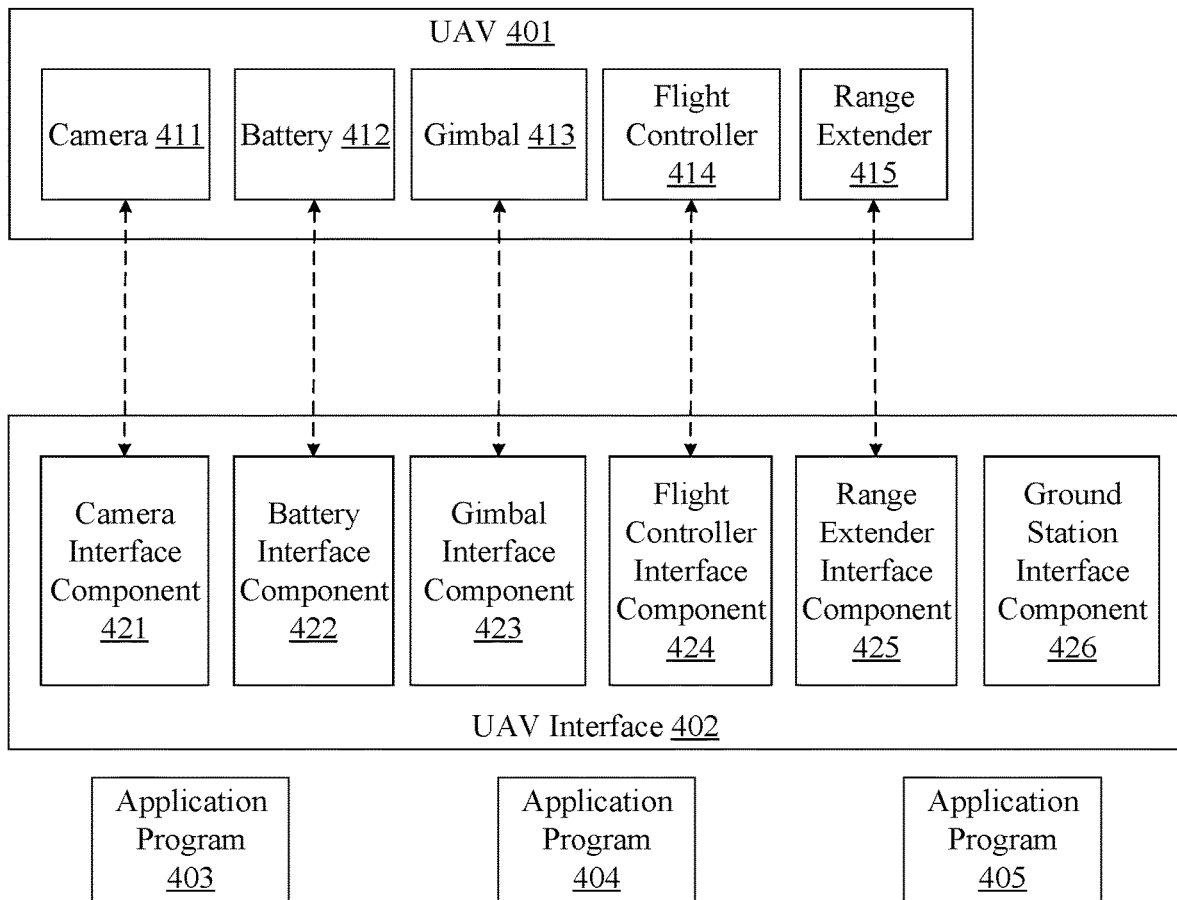 UAV 401
Camera 411
Battery 412
Gimbal 413
Flight
Controller
414
Range
Extender
415
Camera
Interface
Component
421
Battery
Interface
Component
422
Gimbal
Interface
Component
423
Flight
Controller
Interface
Component
424
Range
Extender
Interface
Component
425
Ground
Station
Interface
Component
426
UAV Interface 402
Application
Program
403
Application
Program
404
Application
Program
405